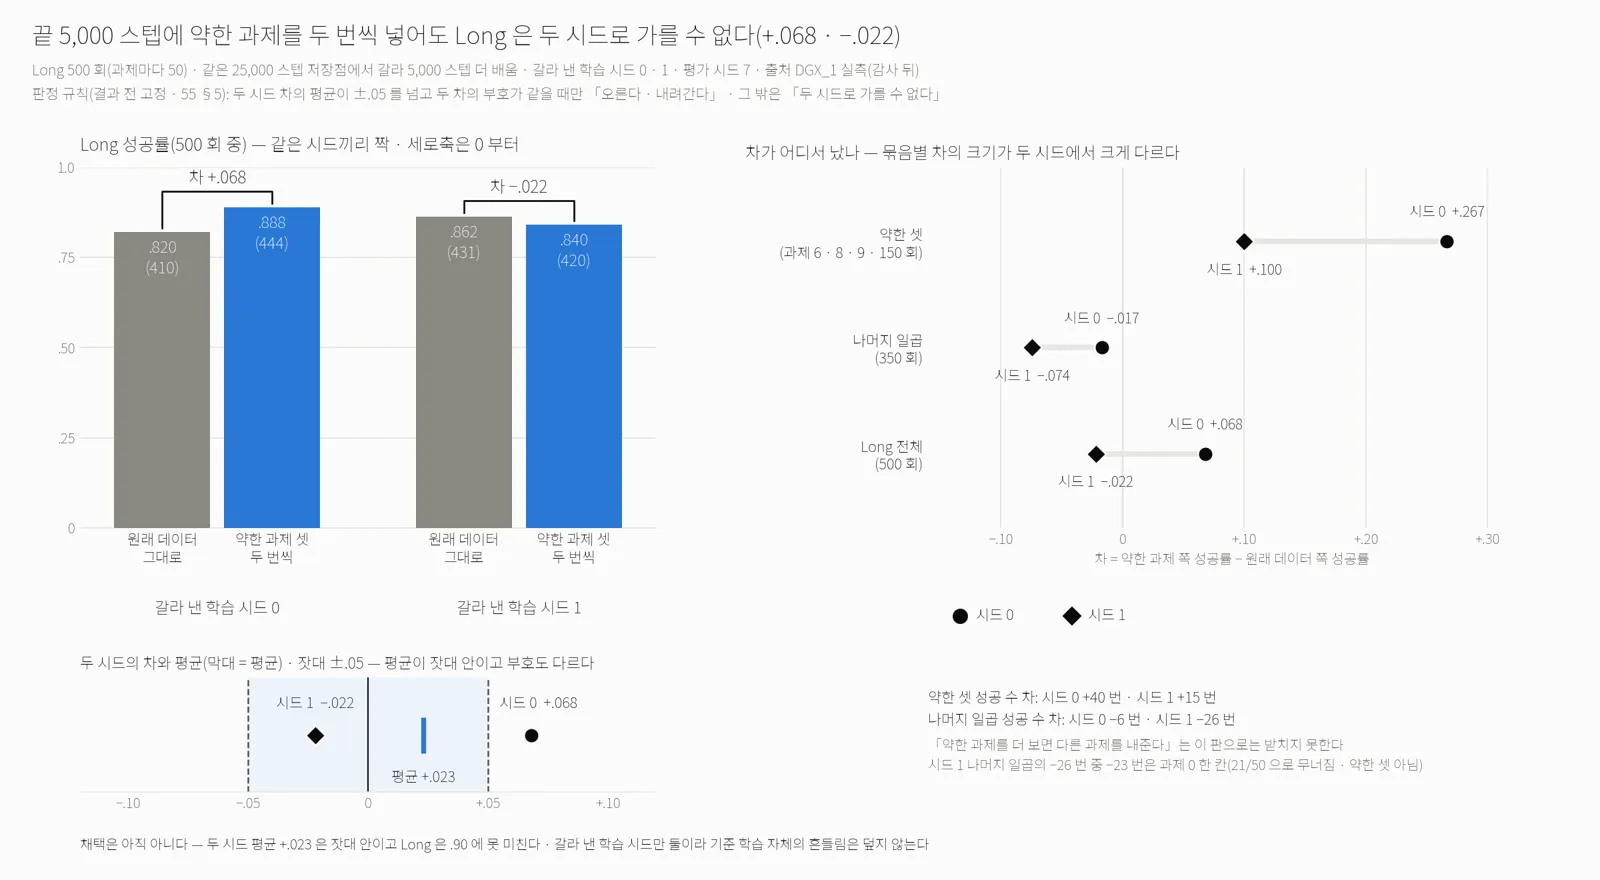 끝 5,000 스텝에 약한 과제를 두 번씩 넣어도 Long 은 두 시드로 가를 수 없다(+.068 · −.022)
Long 500 회(과제마다 50) · 같은 25,000 스텝 저장점에서 갈라 5,000 스텝 더 배움 · 갈라 낸 학습 시드 0 · 1 · 평가 시드 7 · 출처 DGX_1 실측(감사 뒤)
판정 규칙(결과 전 고정 · 55 §5): 두 시드 차의 평균이 ±.05 를 넘고 두 차의 부호가 같을 때만 「오른다 · 내려간다」 · 그 밖은 「두 시드로 가를 수 없다」
Long 성공률(500 회 중) — 같은 시드끼리 짝 · 세로축은 0 부터
1.0
.75
.50
.25
0
차 +.068
.820
(410)
.888
(444)
차 −.022
.862
(431)
.840
(420)
원래 데이터
그대로
약한 과제 셋
두 번씩
원래 데이터
그대로
약한 과제 셋
두 번씩
갈라 낸 학습 시드 0
갈라 낸 학습 시드 1
차가 어디서 났나 — 묶음별 차의 크기가 두 시드에서 크게 다르다
약한 셋
(과제 6 · 8 · 9 · 150 회)
시드 0 +.267
시드 1 +.100
나머지 일곱
(350 회)
시드 0 −.017
시드 1 −.074
Long 전체
(500 회)
시드 0 +.068
시드 1 −.022
−.10
0
+.10
+.20
+.30
차 = 약한 과제 쪽 성공률 − 원래 데이터 쪽 성공률
시드 0
시드 1
두 시드의 차와 평균(막대 = 평균) · 잣대 ±.05 — 평균이 잣대 안이고 부호도 다르다
시드 1 −.022
시드 0 +.068
평균 +.023
−.10
−.05
0
+.05
+.10
약한 셋 성공 수 차: 시드 0 +40 번 · 시드 1 +15 번
나머지 일곱 성공 수 차: 시드 0 −6 번 · 시드 1 −26 번
「약한 과제를 더 보면 다른 과제를 내준다」는 이 판으로는 받치지 못한다
시드 1 나머지 일곱의 −26 번 중 −23 번은 과제 0 한 칸(21/50 으로 무너짐 · 약한 셋 아님)
채택은 아직 아니다 — 두 시드 평균 +.023 은 잣대 안이고 Long 은 .90 에 못 미친다 · 갈라 낸 학습 시드만 둘이라 기준 학습 자체의 흔들림은 덮지 않는다